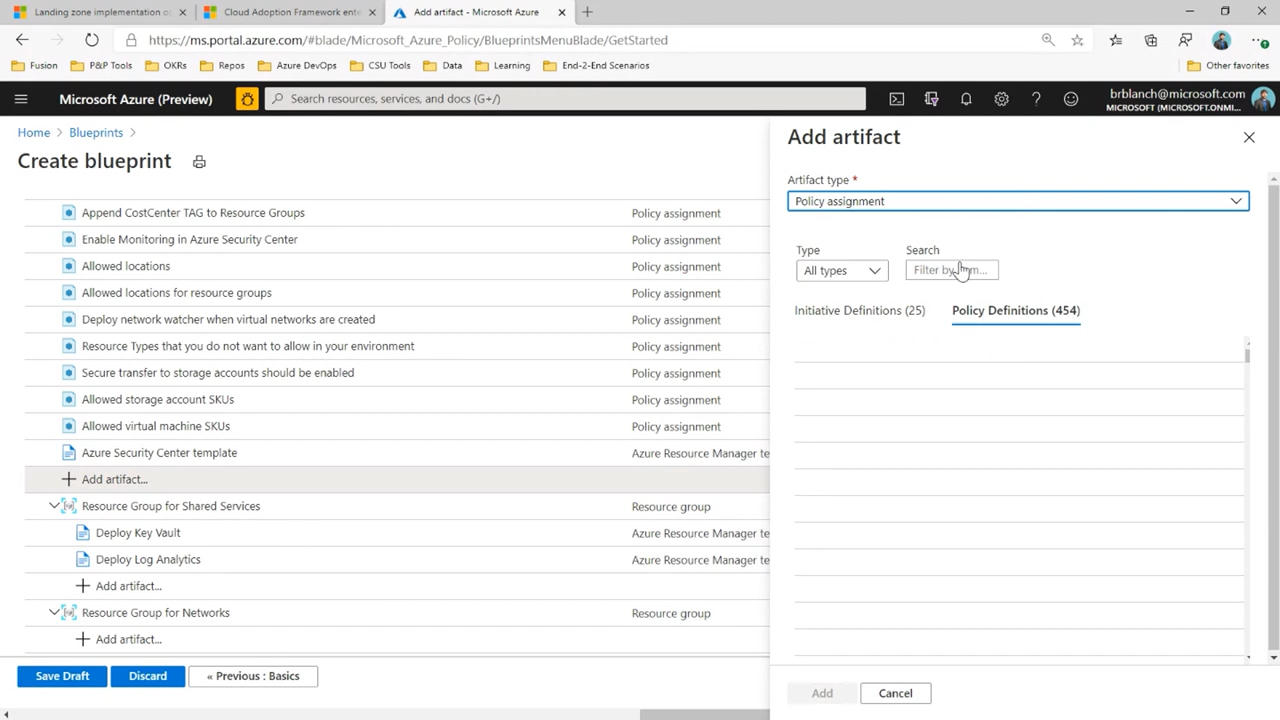 Landing zone implementation o
Cloud Adoption Framework ente
Add artifact - Microsoft Azure
https://ms.portal.azure.com/#blade/Microsoft_Azure_Policy/BlueprintsMenuBlade/GetStarted
Fusion P&P Tools OKRs Repos Azure DevOps CSU Tools Data Learning End-2-End Scenarios Other favorites
Microsoft Azure (Preview)
Search resources, services, and docs (G+/)
brblanch@microsoft.com
MICROSOFT (MICROSOFT.ONMI...
Home > Blueprints >
Create blueprint
Append CostCenter TAG to Resource Groups Policy assignment
Enable Monitoring in Azure Security Center Policy assignment
Allowed locations Policy assignment
Allowed locations for resource groups Policy assignment
Deploy network watcher when virtual networks are created Policy assignment
Resource Types that you do not want to allow in your environment Policy assignment
Secure transfer to storage accounts should be enabled Policy assignment
Allowed storage account SKUs Policy assignment
Allowed virtual machine SKUs Policy assignment
Azure Security Center template Azure Resource Manager te
Add artifact...
Resource Group for Shared Services Resource group
Deploy Key Vault Azure Resource Manager te
Deploy Log Analytics Azure Resource Manager te
Add artifact...
Resource Group for Networks Resource group
Add artifact...
Save Draft Discard « Previous : Basics
Add artifact
Artifact type *
Policy assignment
Type Search
All types Filter by
Initiative Definitions (25) Policy Definitions (454)
Add Cancel